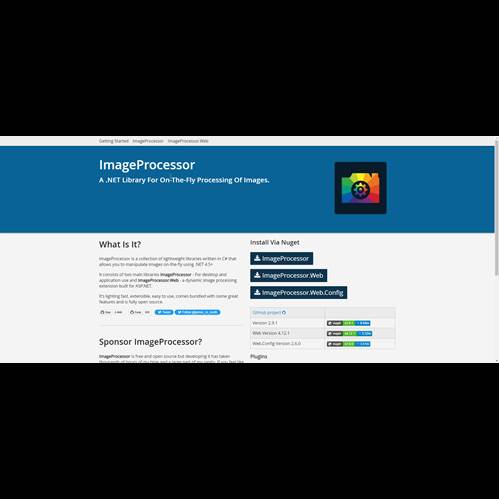 Getting Started ImageProcessor ImageProcessor.Web
ImageProcessor
A .NET Library For On-The-Fly Processing Of Images.
What Is It?
ImageProcessor is a collection of lightweight libraries written in C# that
allows you to manipulate images on-the-fly using .NET 4.5+
It consists of two main libraries ImageProcessor - For desktop and
application use and ImageProcessor.Web - a dynamic image processing
extension built for ASP.NET.
It's lighting fast, extensible, easy to use, comes bundled with some great
features and is fully open source.
Star
Fork
Tweet
Sponsor ImageProcessor?
ImageProcessor is free and open source but developing it has taken
Install Via Nuget
ImageProcessor
ImageProcessor.Web
ImageProcessor.Web.Config
GitHub project
Version 2.9.1 nuget
Web Version 4.12.1 nuget
Web.Config Version 2.6.0 nuget
Plugins